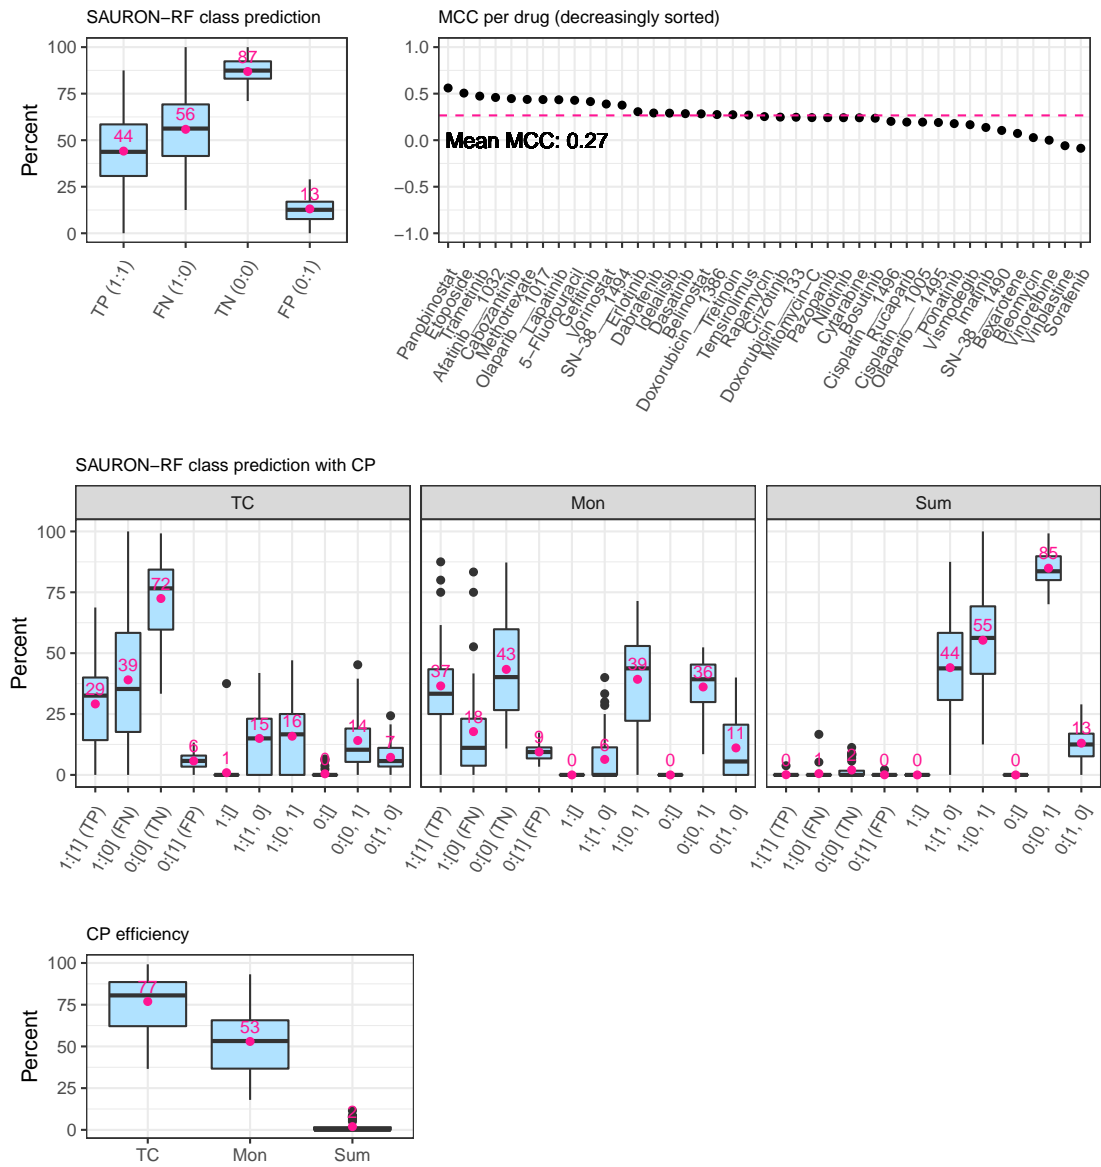 SAURON−RF class prediction
Percent
100
75
50
25
0
44
56
87
13
TP (1:1)
FN (1:0)
TN (0:0)
FP (0:1)
MCC per drug (decreasingly sorted)
1.0
0.5
0.0
−0.5
−1.0
Mean MCC: 0.27
Panobinostat
Etoposide
Trametinib
Afatinib__1032
Cabozantinib
Methotrexate
Olaparib__1017
Lapatinib
5−Fluorouracil
Gefitinib
Vorinostat
SN−38__1494
Erlotinib
Dabrafenib
Idelalisib
Dasatinib
Belinostat
Doxorubicin__1386
Tretinoin
Temsirolimus
Rapamycin
Crizotinib
Doxorubicin__133
Mitomycin−C
Pazopanib
Nilotinib
Cytarabine
Bosutinib
Cisplatin__1496
Rucaparib
Cisplatin__1005
Olaparib__1495
Ponatinib
Vismodegib
Imatinib
SN−38__1490
Bexarotene
Bleomycin
Vinorelbine
Vinblastine
Sorafenib
SAURON−RF class prediction with CP
Percent
100
75
50
25
0
TC
29
39
72
6
1
15
16
0
14
7
1:[1] (TP)
1:[0] (FN)
0:[0] (TN)
0:[1] (FP)
1:[]
1:[1, 0]
1:[0, 1]
0:[]
0:[0, 1]
0:[1, 0]
Mon
37
18
43
9
0
6
39
0
36
11
1:[1] (TP)
1:[0] (FN)
0:[0] (TN)
0:[1] (FP)
1:[]
1:[1, 0]
1:[0, 1]
0:[]
0:[0, 1]
0:[1, 0]
Sum
0
1
2
0
0
44
55
0
85
13
1:[1] (TP)
1:[0] (FN)
0:[0] (TN)
0:[1] (FP)
1:[]
1:[1, 0]
1:[0, 1]
0:[]
0:[0, 1]
0:[1, 0]
CP efficiency
Percent
100
75
50
25
0
77
53
2
TC
Mon
Sum